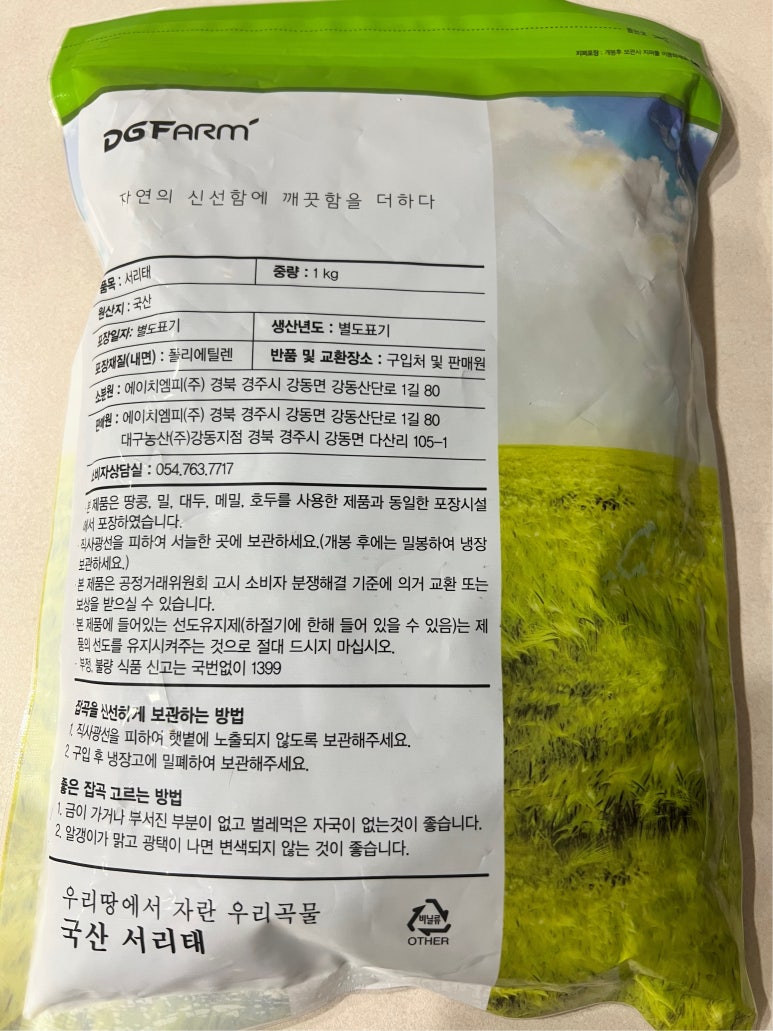 지퍼포장 : 개봉후 보관시 지퍼를
DGFARM
자연의 신선함에 깨끗함을 더하다
품목 : 서리태 중량 : 1 kg
원산지 : 국산
포장일자: 별도표기 생산년도 : 별도표기
포장재질(내면) : 폴리에틸렌 반품 및 교환장소 : 구입처 및 판매원
소분원 : 에이치엠피(주) 경북 경주시 강동면 강동산단로 1길 80
판매원 : 에이치엠피(주) 경북 경주시 강동면 강동산단로 1길 80
대구농산(주)강동지점 경북 경주시 강동면 다산리 105-1
소비자상담실 : 054.763.7717
· 본 제품은 땅콩, 밀, 대두, 메밀, 호두를 사용한 제품과 동일한 포장시설
에서 포장하였습니다.
직사광선을 피하여 서늘한 곳에 보관하세요.(개봉 후에는 밀봉하여 냉장
보관하세요.)
· 본 제품은 공정거래위원회 고시 소비자 분쟁해결 기준에 의거 교환 또는
보상을 받으실 수 있습니다.
· 본 제품에 들어있는 선도유지제(하절기에 한해 들어 있을 수 있음)는 제
품의 선도를 유지시켜주는 것으로 절대 드시지 마십시오.
· 부정, 불량 식품 신고는 국번없이 1399
잡곡을 신선하게 보관하는 방법
1. 직사광선을 피하여 햇볕에 노출되지 않도록 보관해주세요.
2. 구입 후 냉장고에 밀폐하여 보관해주세요.
좋은 잡곡 고르는 방법
1. 금이 가거나 부서진 부분이 없고 벌레먹은 자국이 없는것이 좋습니다.
2. 알갱이가 맑고 광택이 나면 변색되지 않는 것이 좋습니다.
우리땅에서 자란 우리곡물
국산 서리태
비닐류
OTHER